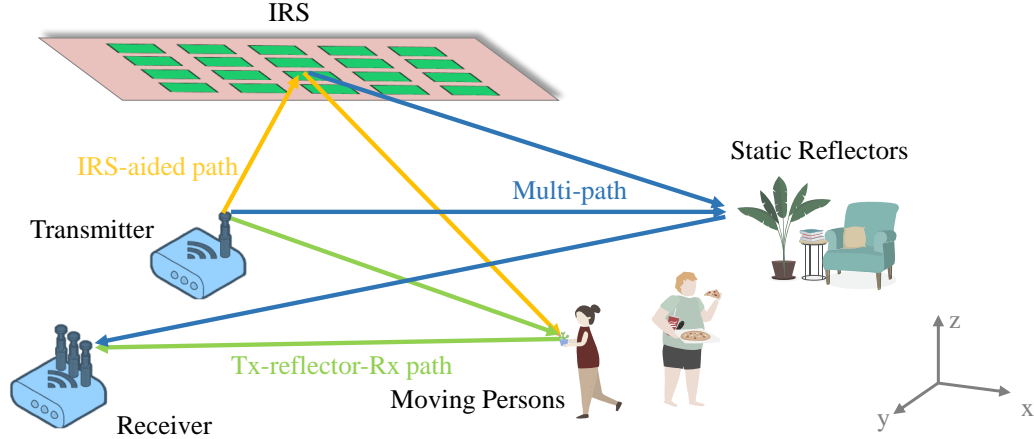 IRS
IRS-aided path
Static Reflectors
Multi-path
Transmitter
Tx-reflector-Rx path
Moving Persons
Receiver
z
x
y